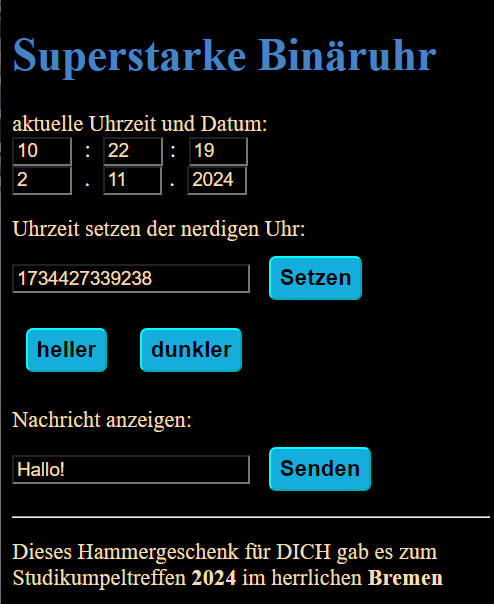 Superstarke Binäruhr
aktuelle Uhrzeit und Datum:
10 : 22 : 19
2 . 11 . 2024
Uhrzeit setzen der nerdigen Uhr:
1734427339238 Setzen
heller dunkler
Nachricht anzeigen:
Hallo! Senden
Dieses Hammergeschenk für DICH gab es zum
Studikumpeltreffen 2024 im herrlichen Bremen